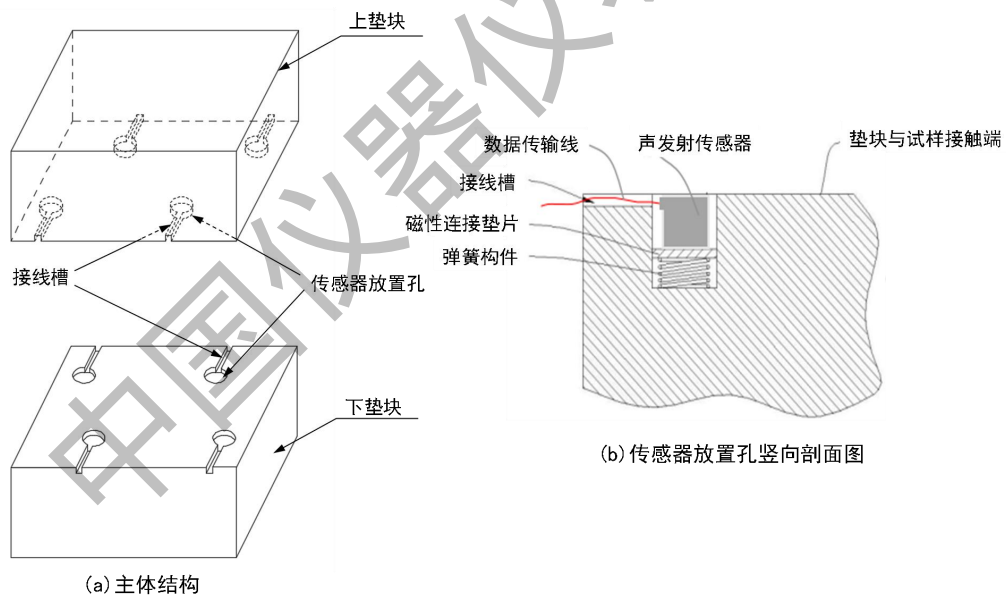 上垫块
接线槽
传感器放置孔
下垫块
(a)主体结构
数据传输线
声发射传感器
垫块与试样接触端
接线槽
磁性连接垫片
弹簧构件
(b)传感器放置孔竖向剖面图
中国仪器仪